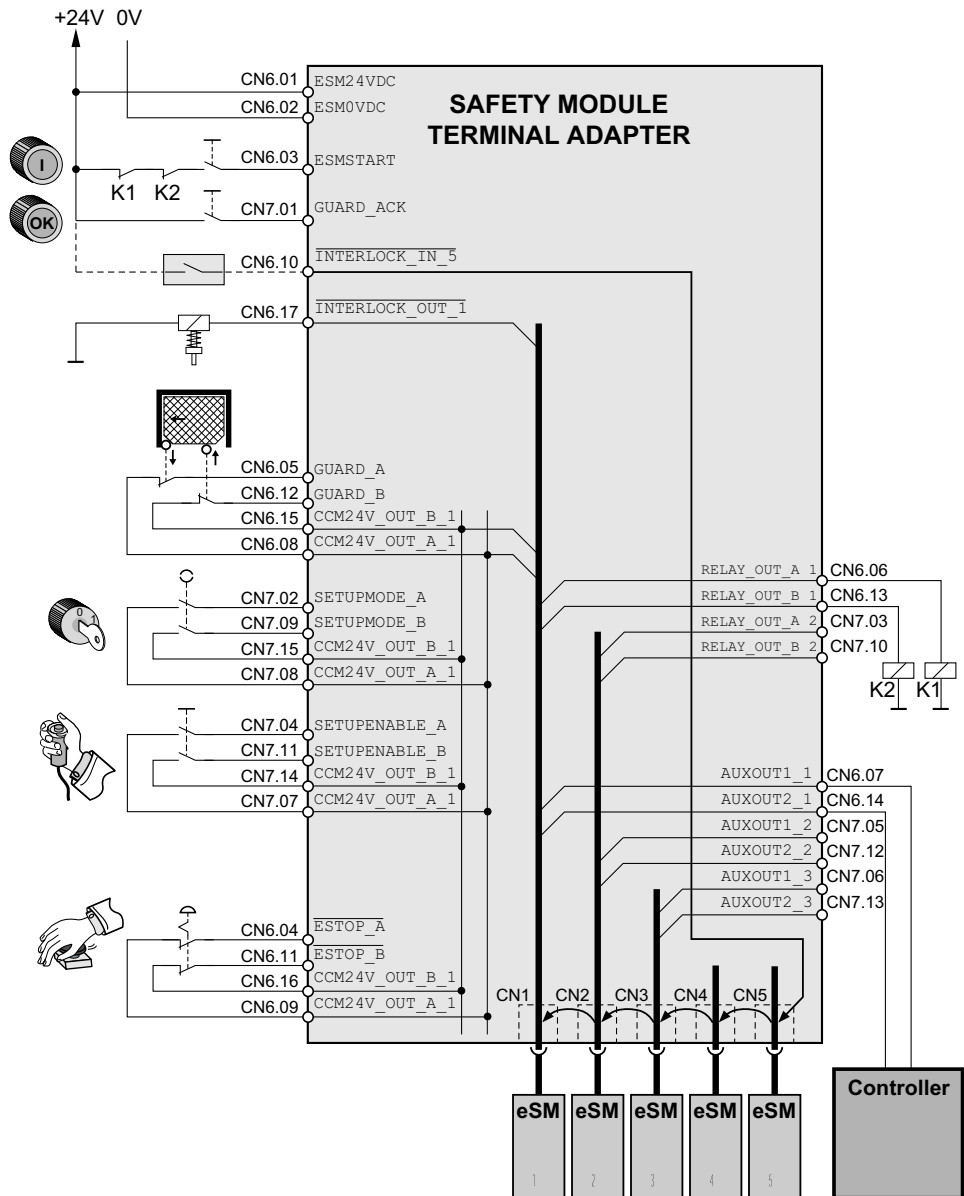 +24V 0V
SAFETY MODULE
TERMINAL ADAPTER
CN6.01 ESM24VDC
CN6.02 ESM0VDC
I
CN6.03 ESMSTART
K1 K2
OK
CN7.01 GUARD_ACK
CN6.10 INTERLOCK_IN_5
CN6.17 INTERLOCK_OUT_1
CN6.05 GUARD_A
CN6.12 GUARD_B
CN6.15 CCM24V_OUT_B_1
CN6.08 CCM24V_OUT_A_1
RELAY_OUT_A 1 CN6.06
RELAY_OUT_B 1 CN6.13
RELAY_OUT_A 2 CN7.03
RELAY_OUT_B 2 CN7.10
K2 K1
0 1
CN7.02 SETUPMODE_A
CN7.09 SETUPMODE_B
CN7.15 CCM24V_OUT_B_1
CN7.08 CCM24V_OUT_A_1
CN7.04 SETUPENABLE_A
CN7.11 SETUPENABLE_B
CN7.14 CCM24V_OUT_B_1
CN7.07 CCM24V_OUT_A_1
AUXOUT1_1 CN6.07
AUXOUT2_1 CN6.14
AUXOUT1_2 CN7.05
AUXOUT2_2 CN7.12
AUXOUT1_3 CN7.06
AUXOUT2_3 CN7.13
CN6.04 ESTOP_A
CN6.11 ESTOP_B
CN6.16 CCM24V_OUT_B_1
CN6.09 CCM24V_OUT_A_1
CN1 CN2 CN3 CN4 CN5
eSM eSM eSM eSM eSM
1 2 3 4 5
Controller